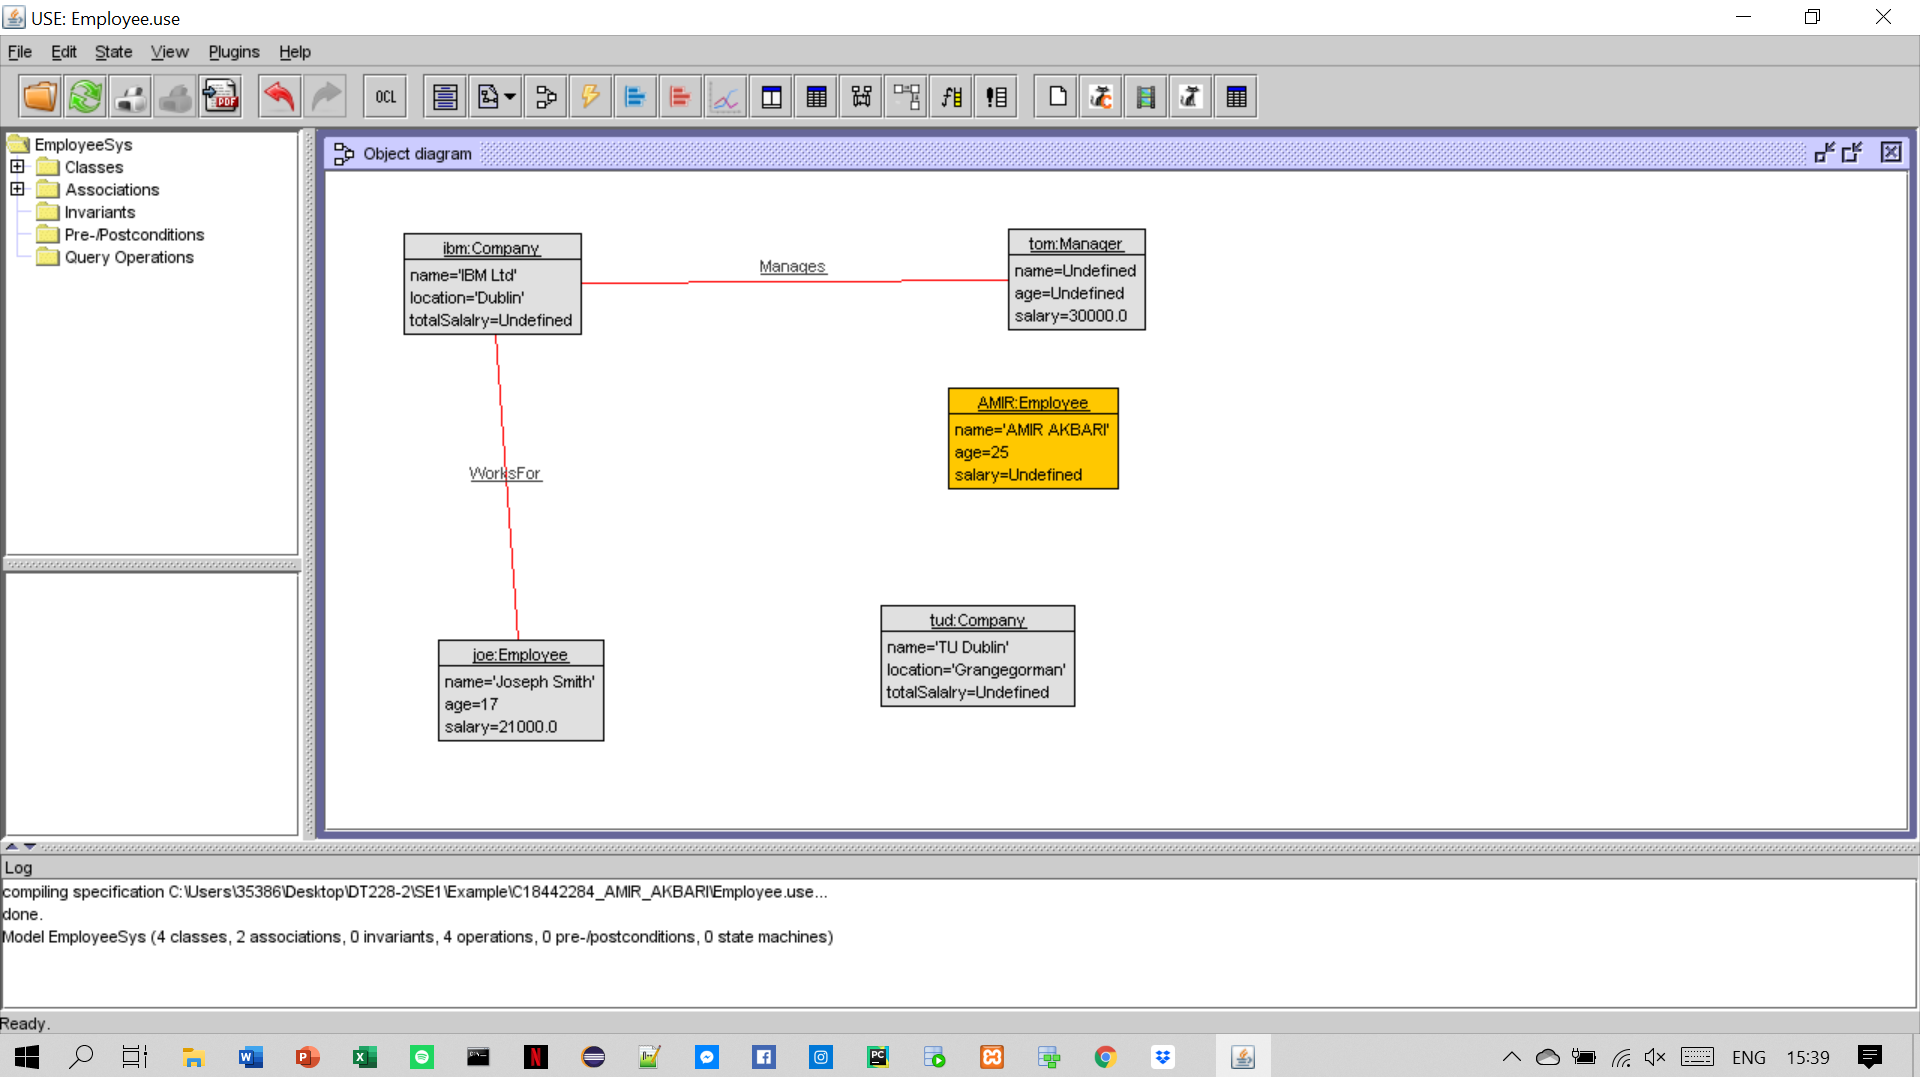 USE: Employee.use
File Edit State View Plugins Help
PDF OCL
EmployeeSys
Classes
Associations
Invariants
Pre-/Postconditions
Query Operations
Object diagram
ibm:Company
name='IBM Ltd'
location='Dublin'
totalSalalry=Undefined
Manages
tom:Manager
name=Undefined
age=Undefined
salary=30000.0
AMIR:Employee
name='AMIR AKBARI'
age=25
salary=Undefined
WorksFor
tud:Company
name='TU Dublin'
location='Grangegorman'
totalSalalry=Undefined
joe:Employee
name='Joseph Smith'
age=17
salary=21000.0
Log
compiling specification C:\Users\35386\Desktop\DT228-2\SE1\Example\C18442284_AMIR_AKBARI\Employee.use...
done.
Model EmployeeSys (4 classes, 2 associations, 0 invariants, 4 operations, 0 pre-/postconditions, 0 state machines)
Ready.
ENG 15:39